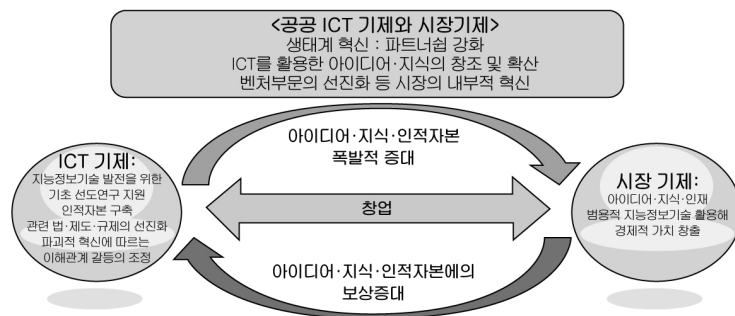 <공공 ICT 기제와 시장기제>
생태계 혁신 : 파트너쉽 강화
ICT를 활용한 아이디어·지식의 창조 및 확산
벤처부문의 선진화 등 시장의 내부적 혁신
아이디어·지식·인적자본
폭발적 증대
ICT 기제:
지능정보기술 발전을 위한
기초 선도연구 지원
인적자본 구축
관련 법·제도·규제의 선진화
파괴적 혁신에 따르는
이해관계 갈등의 조정
창업
시장 기제:
아이디어·지식·인재
범용적 지능정보기술 활용해
경제적 가치 창출
아이디어·지식·인적자본에의
보상증대